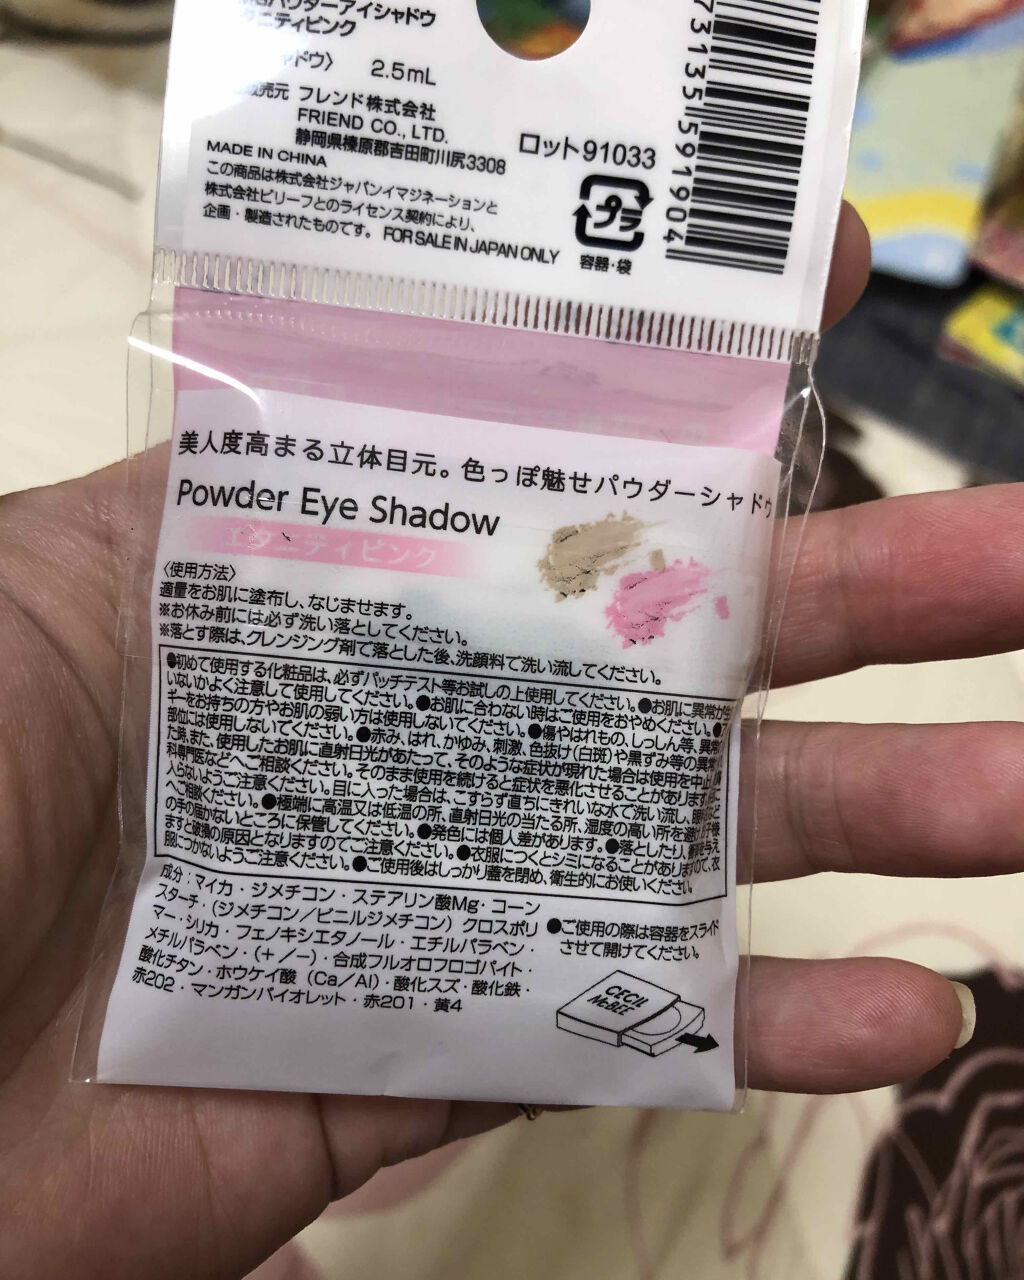 パウダーアイシャドウ
ニティピンク
ドウ〉 2.5mL
売元 フレンド株式会社
FRIEND CO., LTD.
静岡県榛原郡吉田町川尻3308
MADE IN CHINA
この商品は株式会社ジャパンイマジネーションと
株式会社ビリーフとのライセンス契約により、
企画・製造されたものです。 FOR SALE IN JAPAN ONLY
ロット91033
プラ
容器・袋
73135 591904
美人度高まる立体目元。色っぽ魅せパウダーシャドウ
Powder Eye Shadow
エタニティピンク
〈使用方法〉
適量をお肌に塗布し、なじませます。
※お休み前には必ず洗い落としてください。
※落とす際は、クレンジング剤で落とした後、洗顔料で洗い流してください。
●初めて使用する化粧品は、必ずパッチテスト等お試しの上使用してください。●お肌に異常が生
いないかよく注意して使用してください。●お肌に合わない時はご使用をおやめください。●ア
ギーをお持ちの方やお肌の弱い方は使用しないでください。●傷やはれもの、しっしん等、異常
部位には使用しないでください。●赤み、はれ、かゆみ、刺激、色抜け(白斑)や黒ずみ等の異常
た時、また、使用したお肌に直射日光があたって、そのような症状が現れた場合は使用を中止し
科専門医などへご相談ください。そのまま使用を続けると症状を悪化させることがあります。
入らないようご注意ください。目に入った場合は、こすらず直ちにきれいな水で洗い流し、
へご相談ください。●極端に高温又は低温の所、直射日光の当たる所、湿度の高い所を
の手の届かないところに保管してください。●発色には個人差があります。●落としたり、衝撃を与え
ますと破損の原因となりますのでご注意ください。●衣服につくとシミになることがありますので、衣
服につかないようご注意ください。●ご使用後はしっかり蓋を閉め、衛生的にお使いください。
成分:マイカ・ジメチコン・ステアリン酸Mg・コーン
スターチ・(ジメチコン/ビニルジメチコン)クロスポリ
マー・シリカ・フェノキシエタノール・エチルパラベン・
メチルパラベン・(+/-)・合成フルオロフロゴパイト・
酸化チタン・ホウケイ酸(Ca/Al)・酸化スズ・酸化鉄・
赤202・マンガンバイオレット・赤201・黄4
●ご使用の際は容器をスライド
させて開けてください。
CECIL
McBEE